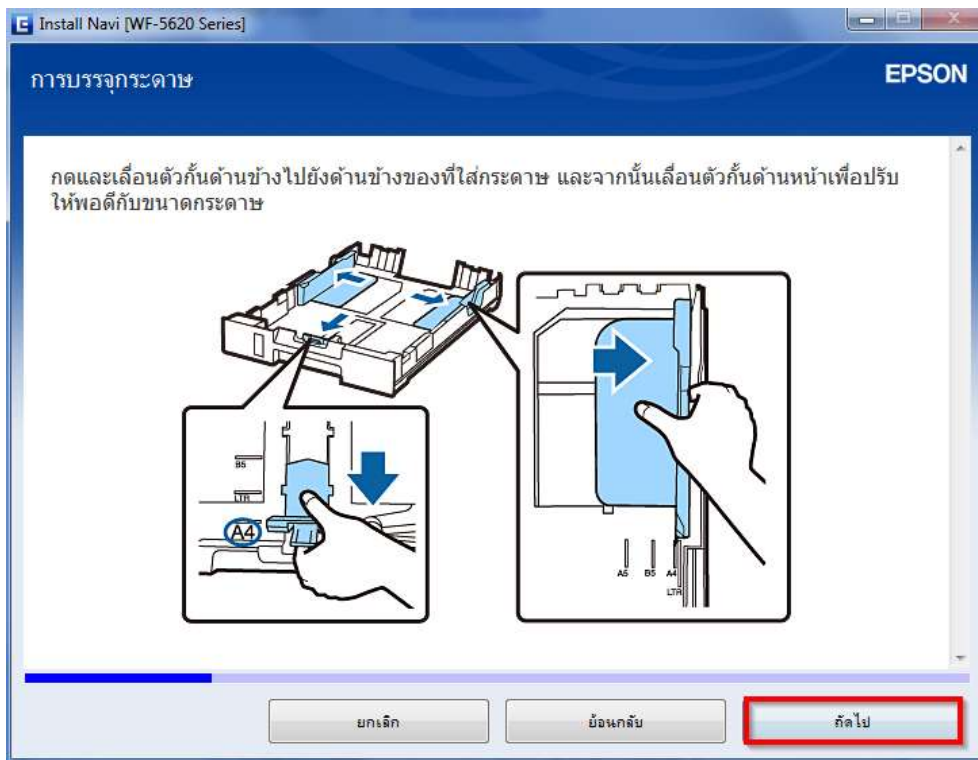 Install Navi [WF-5620 Series]
การบรรจุกระดาษ
EPSON
กดและเลื่อนตัวกั้นด้านข้างไปยังด้านข้างของที่ใส่กระดาษ และจากนั้นเลื่อนตัวกั้นด้านหน้าเพื่อปรับ
ให้พอดีกับขนาดกระดาษ
B5
LTR
A4
A5 B5 A4
LTR
ยกเลิก ย้อนกลับ ถัดไป